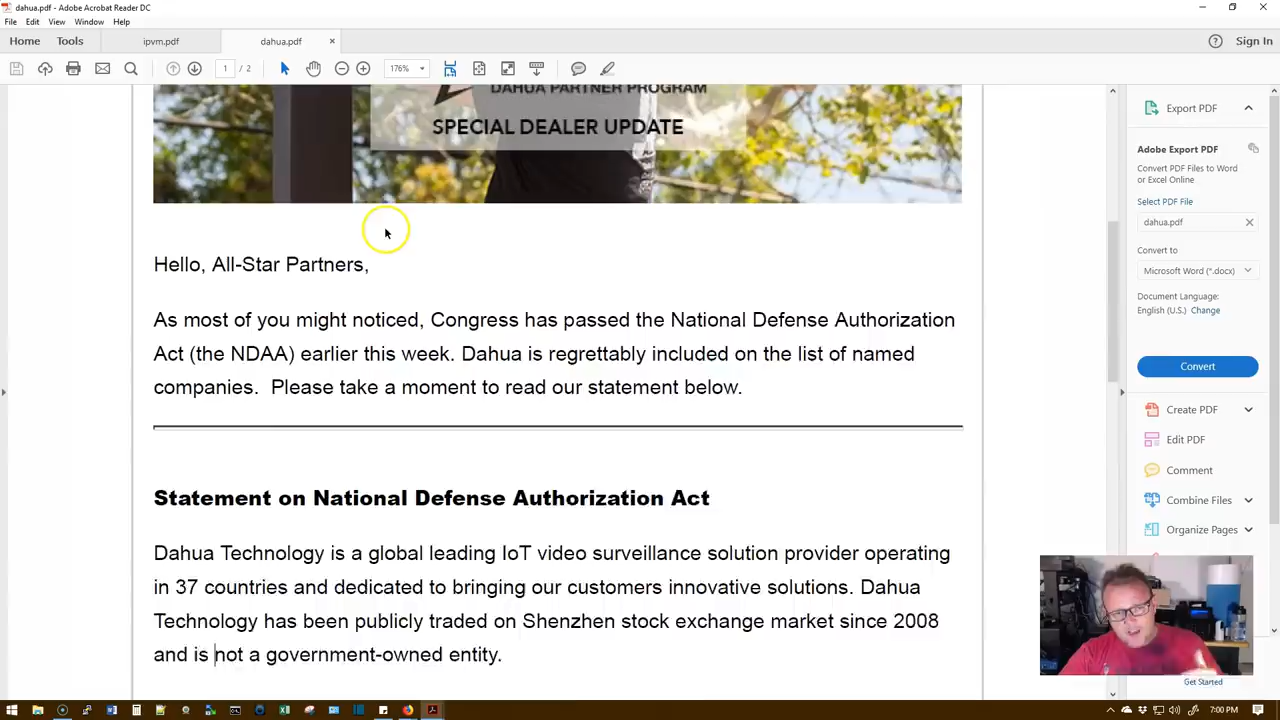 dahua.pdf - Adobe Acrobat Reader DC
File Edit View Window Help
Home Tools ipvm.pdf dahua.pdf × Sign In
1 / 2 176%
DAHUA PARTNER PROGRAM
SPECIAL DEALER UPDATE
Hello, All-Star Partners,
As most of you might noticed, Congress has passed the National Defense Authorization
Act (the NDAA) earlier this week. Dahua is regrettably included on the list of named
companies.  Please take a moment to read our statement below.
Statement on National Defense Authorization Act
Dahua Technology is a global leading IoT video surveillance solution provider operating
in 37 countries and dedicated to bringing our customers innovative solutions. Dahua
Technology has been publicly traded on Shenzhen stock exchange market since 2008
and is not a government-owned entity.
Export PDF
Adobe Export PDF
Convert PDF Files to Word
or Excel Online
Select PDF File
dahua.pdf
Convert to
Microsoft Word (*.docx)
Document Language:
English (U.S.) Change
Convert
Create PDF
Edit PDF
Comment
Combine Files
Organize Pages
Get Started
7:00 PM